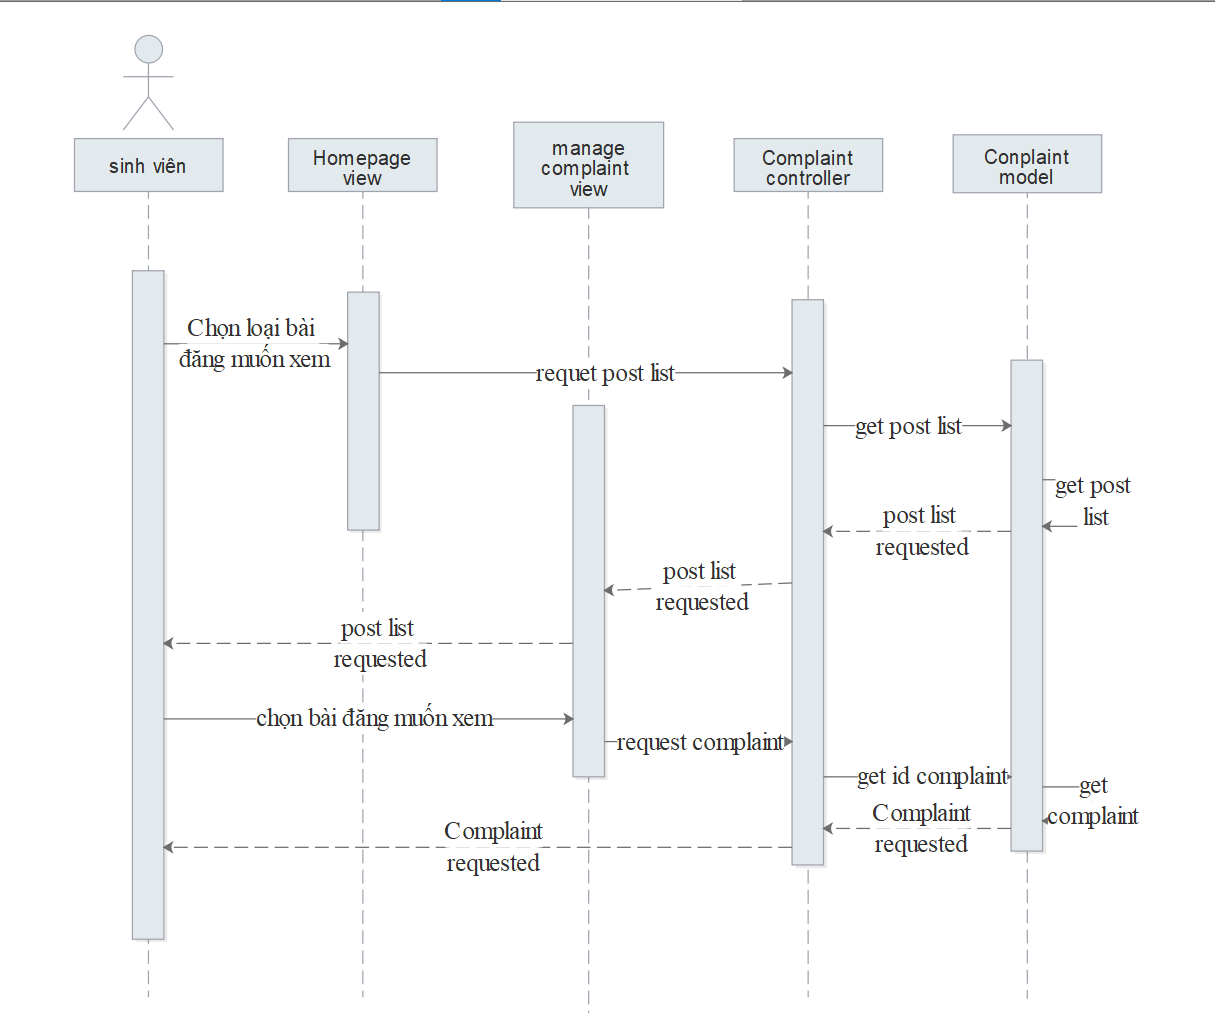 sinh viên
Homepage
view
manage
complaint
view
Complaint
controller
Conplaint
model
Chọn loại bài
đăng muốn xem
requet post list
get post list
get post
list
post list
requested
post list
requested
post list
requested
chọn bài đăng muốn xem
request complaint
get id complaint
get
complaint
Complaint
requested
Complaint
requested